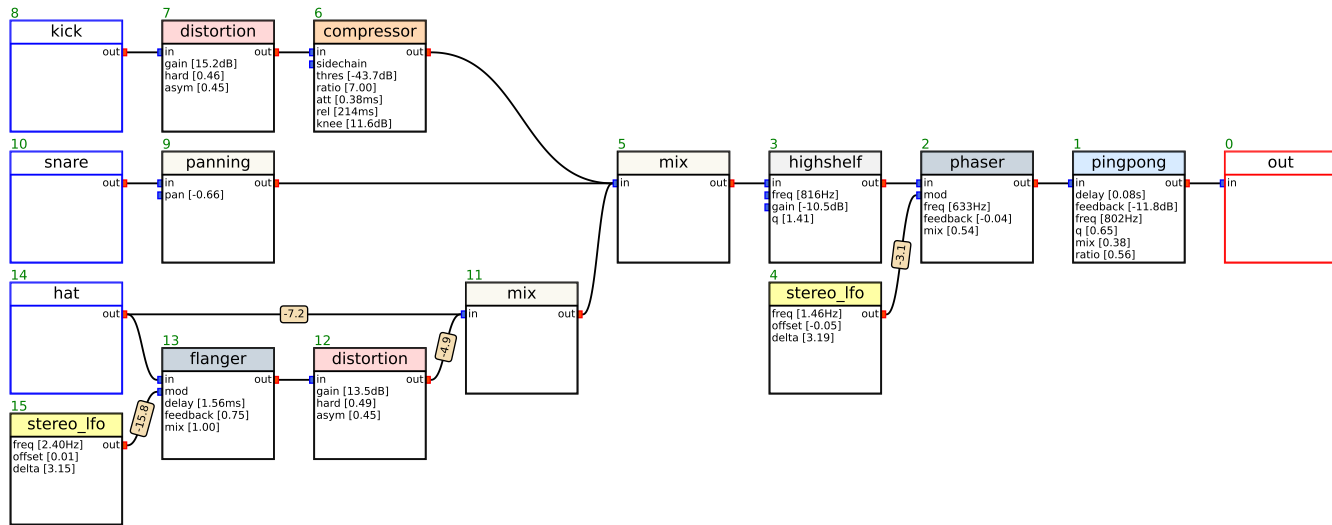 8
kick
out
7
distortion
in out
gain [15.2dB]
hard [0.46]
asym [0.45]
6
compressor
in out
sidechain
thres [-43.7dB]
ratio [7.00]
att [0.38ms]
rel [214ms]
knee [11.6dB]
10
snare
out
9
panning
in out
pan [-0.66]
5
mix
in out
3
highshelf
in out
freq [816Hz]
gain [-10.5dB]
q [1.41]
2
phaser
in out
mod
freq [633Hz]
feedback [-0.04]
mix [0.54]
1
pingpong
in out
delay [0.08s]
feedback [-11.8dB]
freq [802Hz]
q [0.65]
mix [0.38]
ratio [0.56]
0
out
in
14
hat
out
-7.2
11
mix
in out
4
stereo_lfo
freq [1.46Hz] out
offset [-0.05]
delta [3.19]
-3.1
13
flanger
in out
mod
delay [1.56ms]
feedback [0.75]
mix [1.00]
12
distortion
in out
gain [13.5dB]
hard [0.49]
asym [0.45]
-4.9
15
stereo_lfo
freq [2.40Hz] out
offset [0.01]
delta [3.15]
-15.8